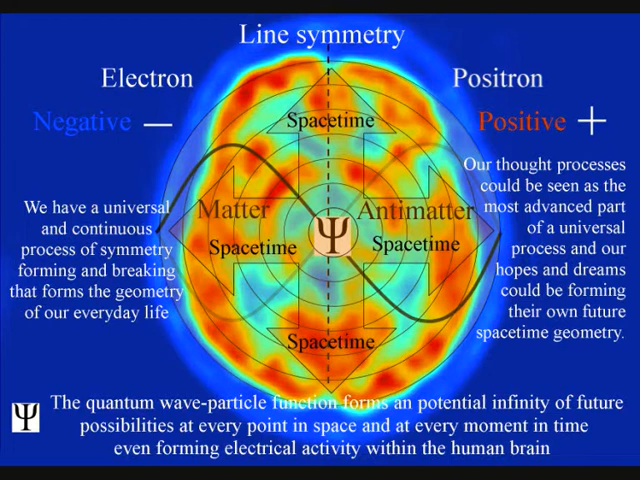 Line symmetry
Electron
Positron
Negative —
Positive +
Spacetime
We have a universal
and continuous
process of symmetry
forming and breaking
that forms the geometry
of our everyday life
Matter
Spacetime
Ψ
Antimatter
Spacetime
Our thought processes
could be seen as the
most advanced part
of a universal
process and our
hopes and dreams
could be forming
their own future
spacetime geometry.
Spacetime
Ψ The quantum wave-particle function forms an potential infinity of future
possibilities at every point in space and at every moment in time
even forming electrical activity within the human brain